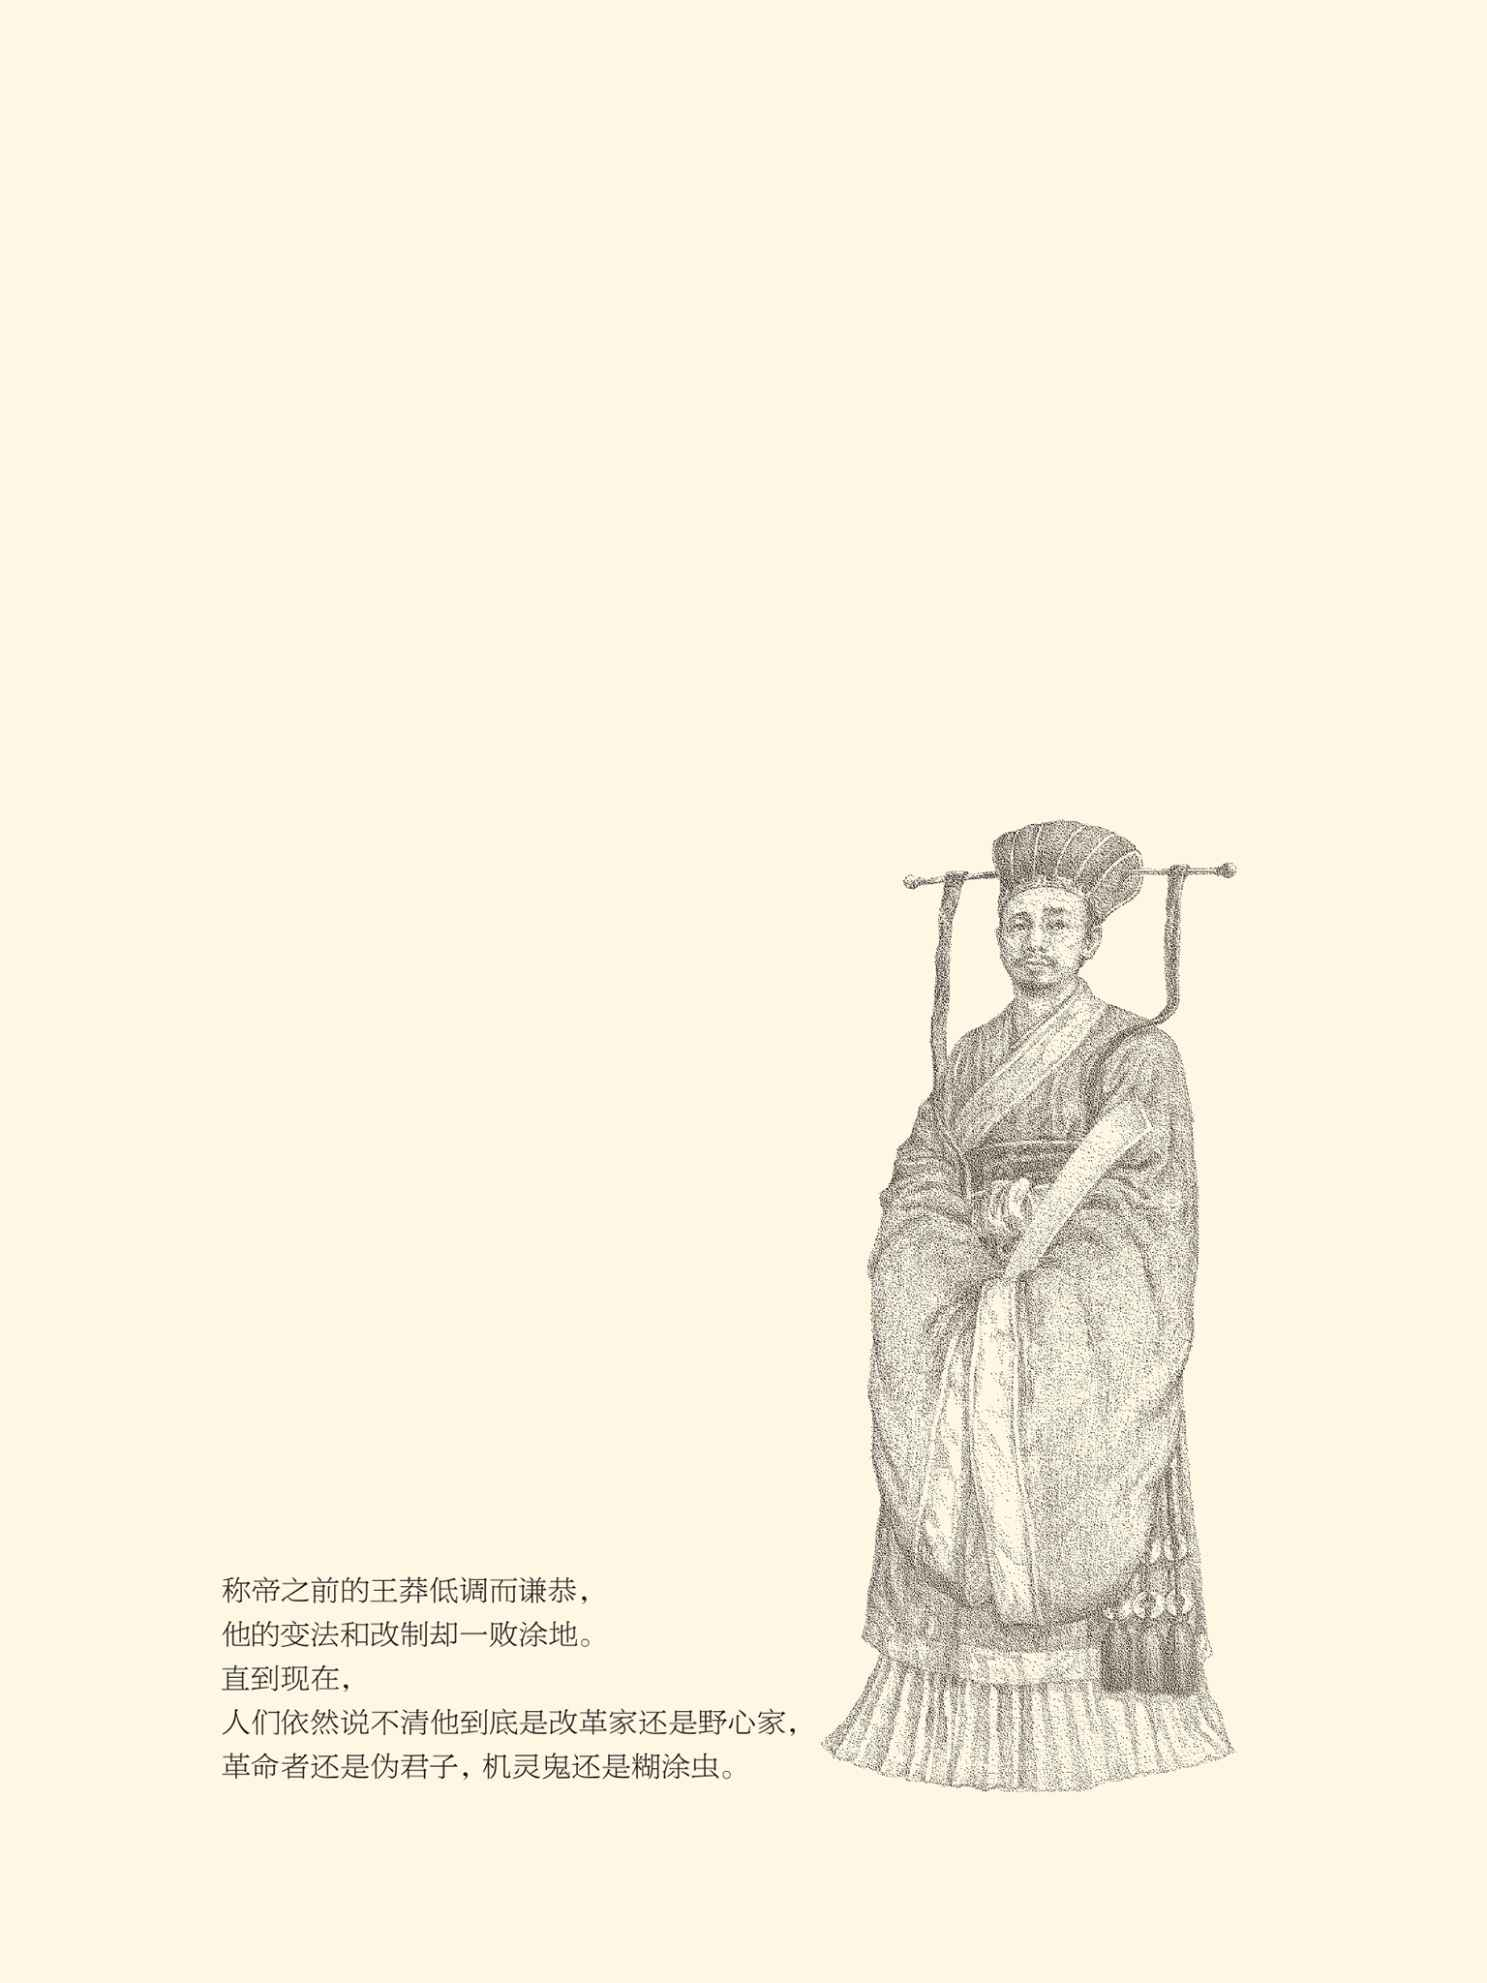 称帝之前的王莽低调而谦恭，
他的变法和改制却一败涂地。
直到现在，
人们依然说不清他到底是改革家还是野心家，
革命者还是伪君子，机灵鬼还是糊涂虫。